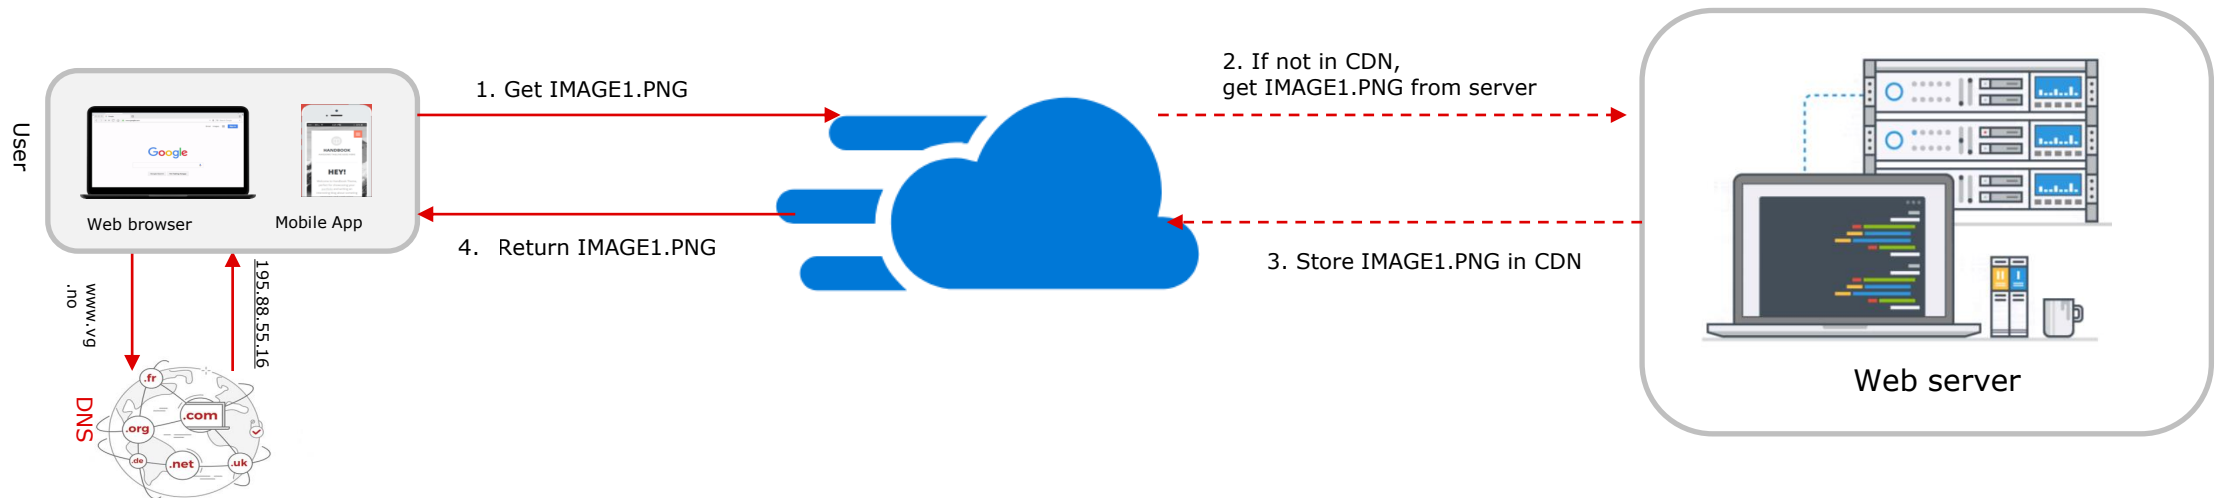 User
Google
HANDBOOK
HEY!
Web browser
Mobile App
1. Get IMAGE1.PNG
4. Return IMAGE1.PNG
2. If not in CDN,
get IMAGE1.PNG from server
3. Store IMAGE1.PNG in CDN
Web server
www.vg
.no
195.88.55.16
DNS
.fr
.com
.org
.de
.net
.uk